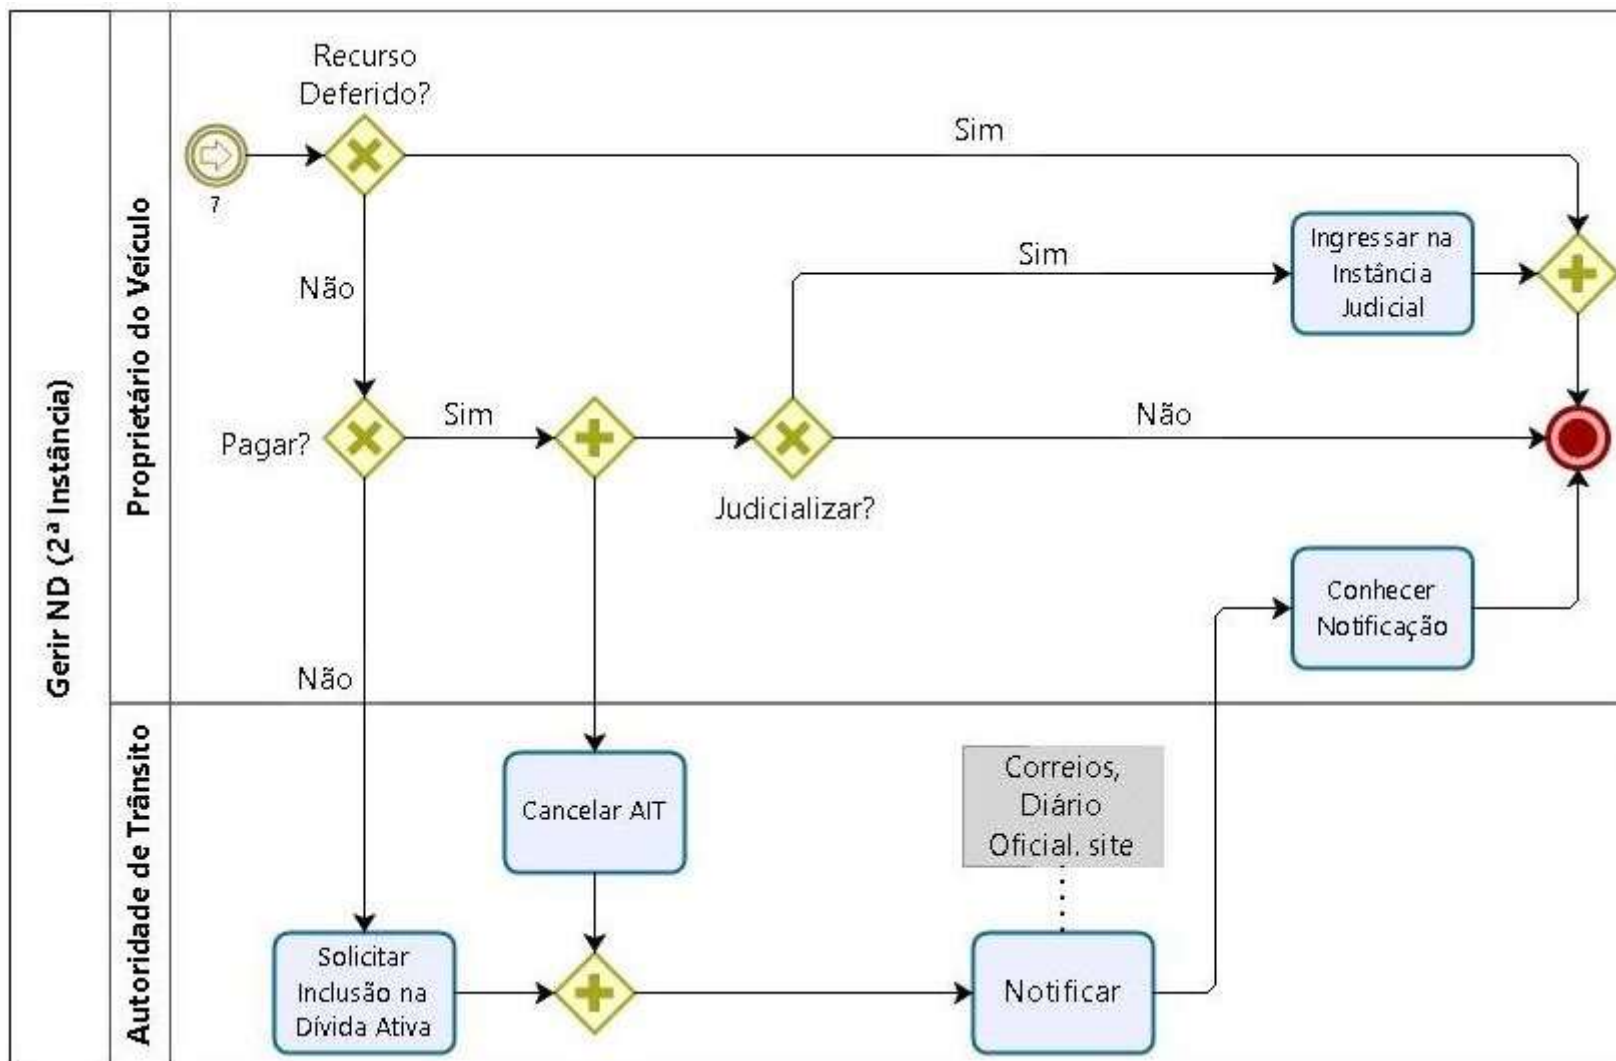 Gerir ND (2ª Instância)
Proprietário do Veículo
Recurso
Deferido?
Sim
7
Não
Ingressar na
Instância
Judicial
Sim
Pagar?
Sim
Judicializar?
Não
Conhecer
Notificação
Não
Autoridade de Trânsito
Cancelar AIT
Correios,
Diário
Oficial. site
Solicitar
Inclusão na
Dívida Ativa
Notificar